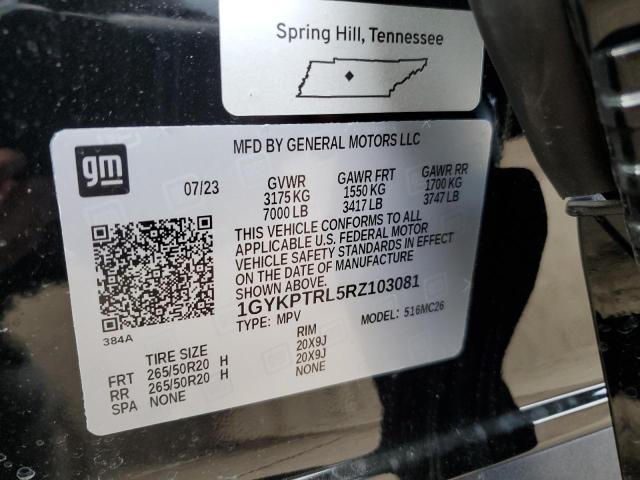 Spring Hill, Tennessee
MFD BY GENERAL MOTORS LLC
gm
07/23 GVWR GAWR FRT GAWR RR
3175 KG 1550 KG 1700 KG
7000 LB 3417 LB 3747 LB
THIS VEHICLE CONFORMS TO ALL
APPLICABLE U.S. FEDERAL MOTOR
VEHICLE SAFETY STANDARDS IN EFFECT
ON THE DATE OF MANUFACTURE
SHOWN ABOVE.
1GYKPTRL5RZ103081
TYPE: MPV MODEL: 516MC26
384A
TIRE SIZE RIM
FRT 265/50R20 H 20X9J
RR 265/50R20 H 20X9J
SPA NONE NONE